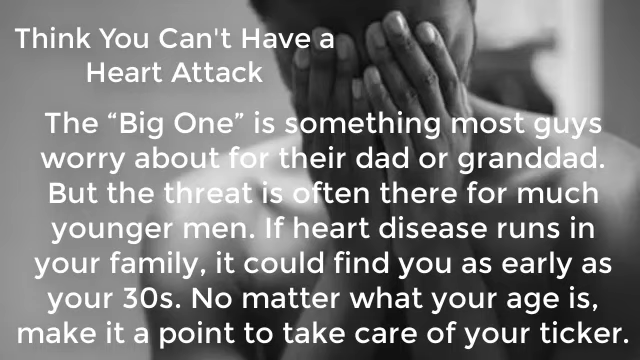 Think You Can't Have a
Heart Attack
The “Big One” is something most guys
worry about for their dad or granddad.
But the threat is often there for much
younger men. If heart disease runs in
your family, it could find you as early as
your 30s. No matter what your age is,
make it a point to take care of your ticker.